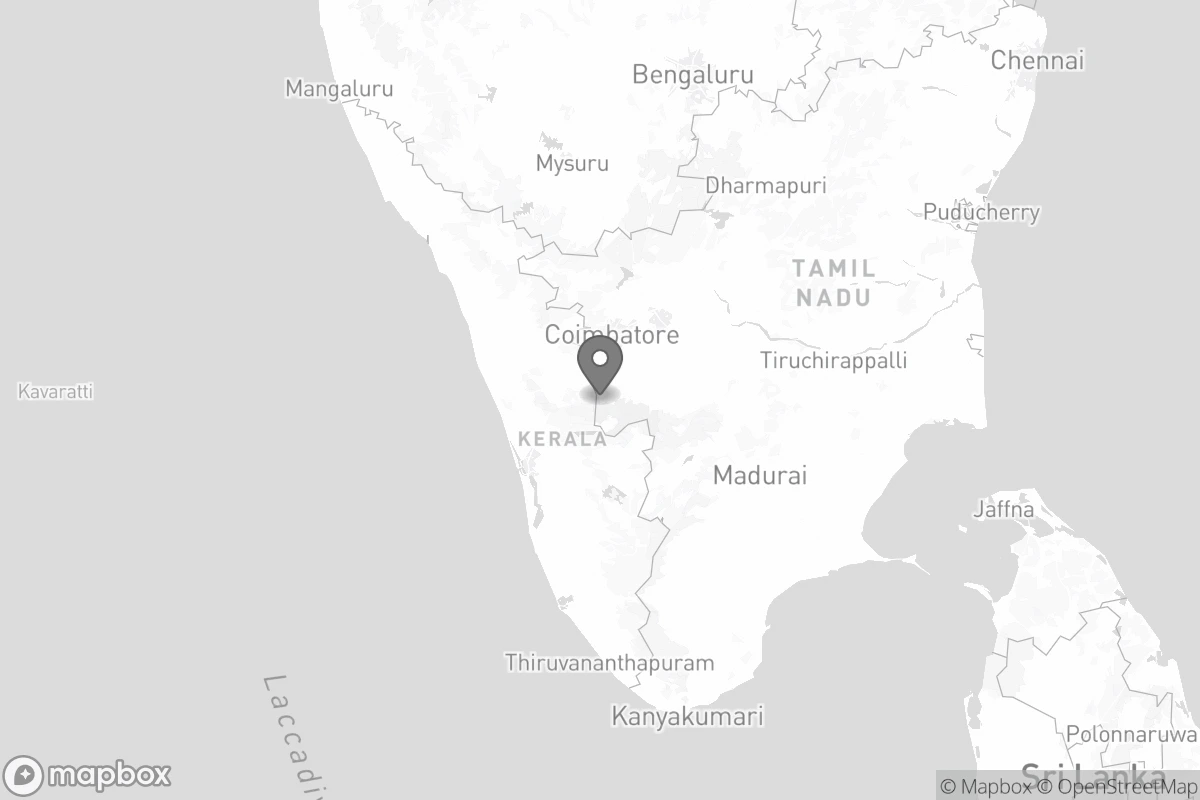 Chennai
Bengaluru
Mangaluru
Mysuru
Dharmapuri
Puducherry
TAMIL
NADU
Coimbatore
Tiruchirappalli
Kavaratti
KERALA
Madurai
Jaffna
Thiruvananthapuram
Laccadiv
Kanyakumari
Polonnaruwa
Sri Lanka
mapbox
© Mapbox © OpenStreetMap